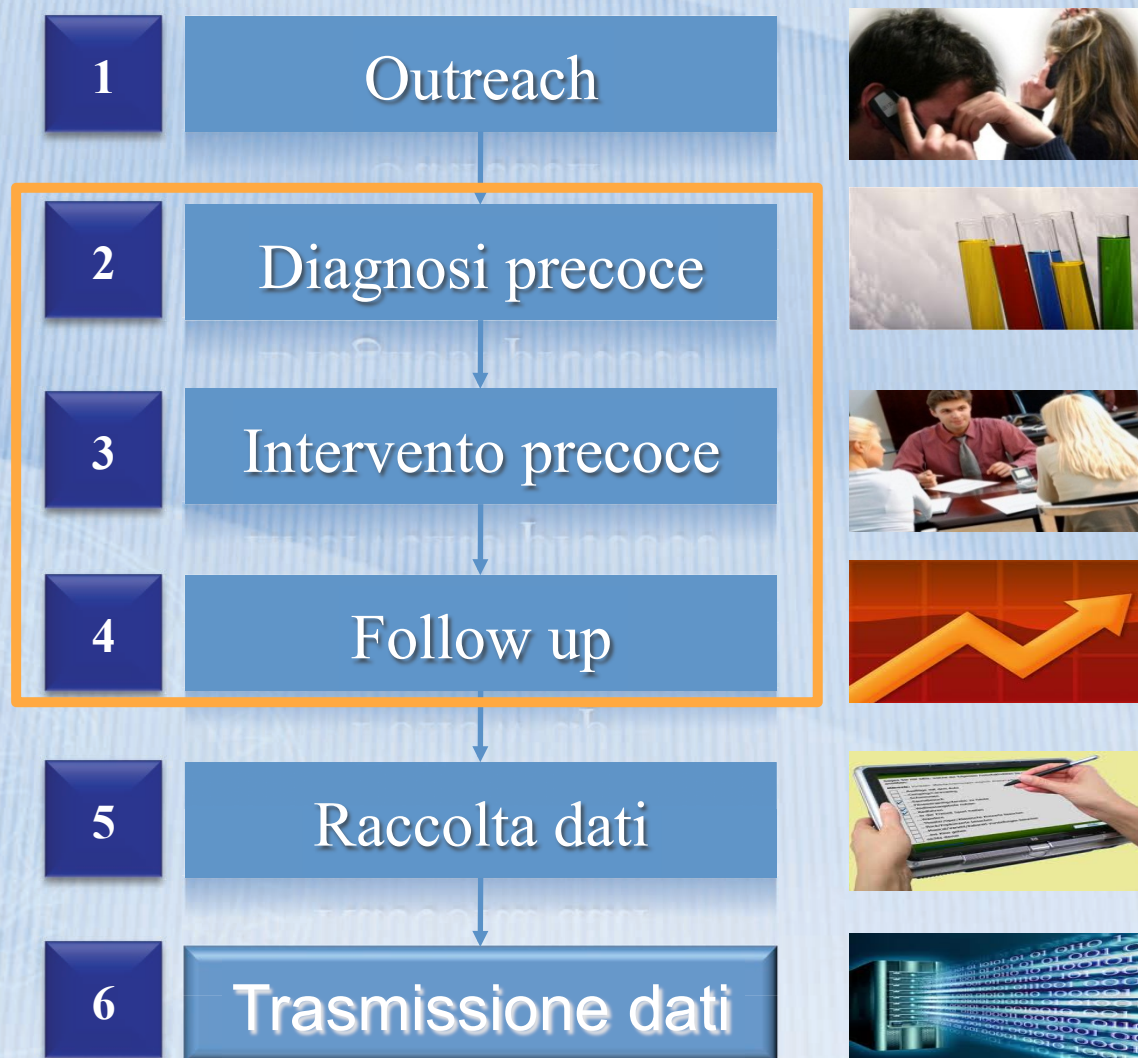 1
Outreach
2
Diagnosi precoce
3
Intervento precoce
4
Follow up
5
Raccolta dati
6
Trasmissione dati